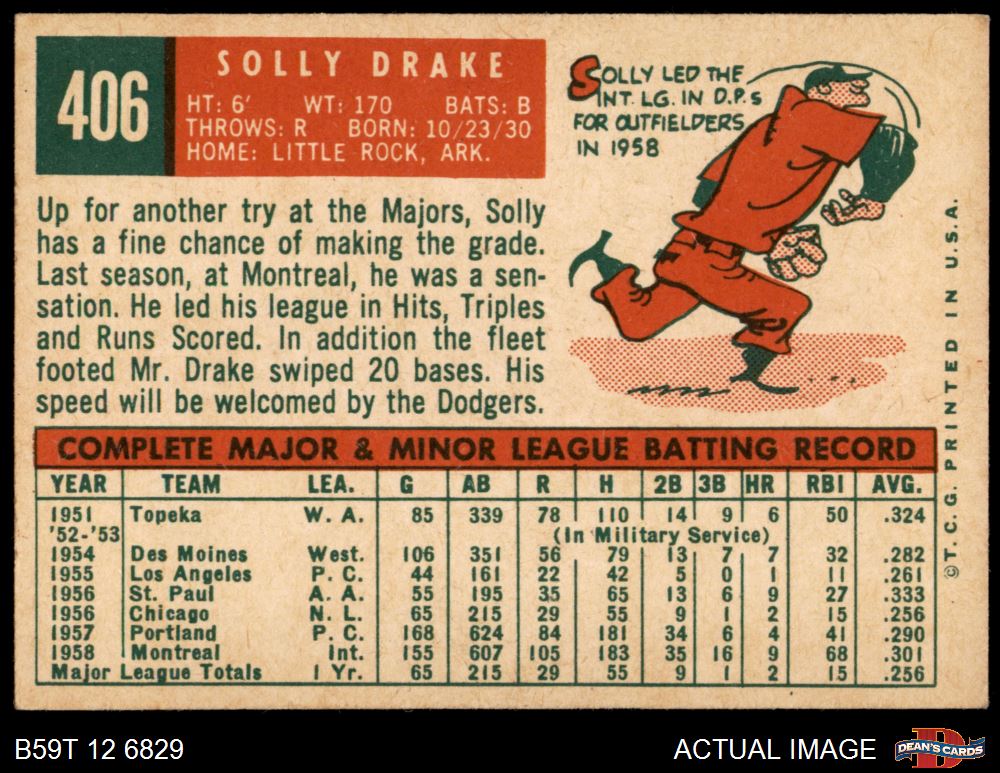 406
SOLLY DRAKE
HT: 6' WT: 170 BATS: B
THROWS: R BORN: 10/23/30
HOME: LITTLE ROCK, ARK.
SOLLY LED THE
INT. LG. IN D.P.s
FOR OUTFIELDERS
IN 1958
Up for another try at the Majors, Solly
has a fine chance of making the grade.
Last season, at Montreal, he was a sen-
sation. He led his league in Hits, Triples
and Runs Scored. In addition the fleet
footed Mr. Drake swiped 20 bases. His
speed will be welcomed by the Dodgers.
COMPLETE MAJOR & MINOR LEAGUE BATTING RECORD
YEAR TEAM LEA. G AB R H 2B 3B HR RBI AVG.
1951 Topeka W. A. 85 339 78 110 14 9 6 50 .324
'52-'53 (In Military Service)
1954 Des Moines West. 106 351 56 79 13 7 7 32 .282
1955 Los Angeles P. C. 44 161 22 42 5 0 1 11 .261
1956 St. Paul A. A. 55 195 35 65 13 6 9 27 .333
1956 Chicago N. L. 65 215 29 55 9 1 2 15 .256
1957 Portland P. C. 168 624 84 181 34 6 4 41 .290
1958 Montreal Int. 155 607 105 183 35 16 9 68 .301
Major League Totals 1 Yr. 65 215 29 55 9 1 2 15 .256
©T.C.G. PRINTED IN U.S.A.
B59T 12 6829
ACTUAL IMAGE
D
DEAN'S CARDS